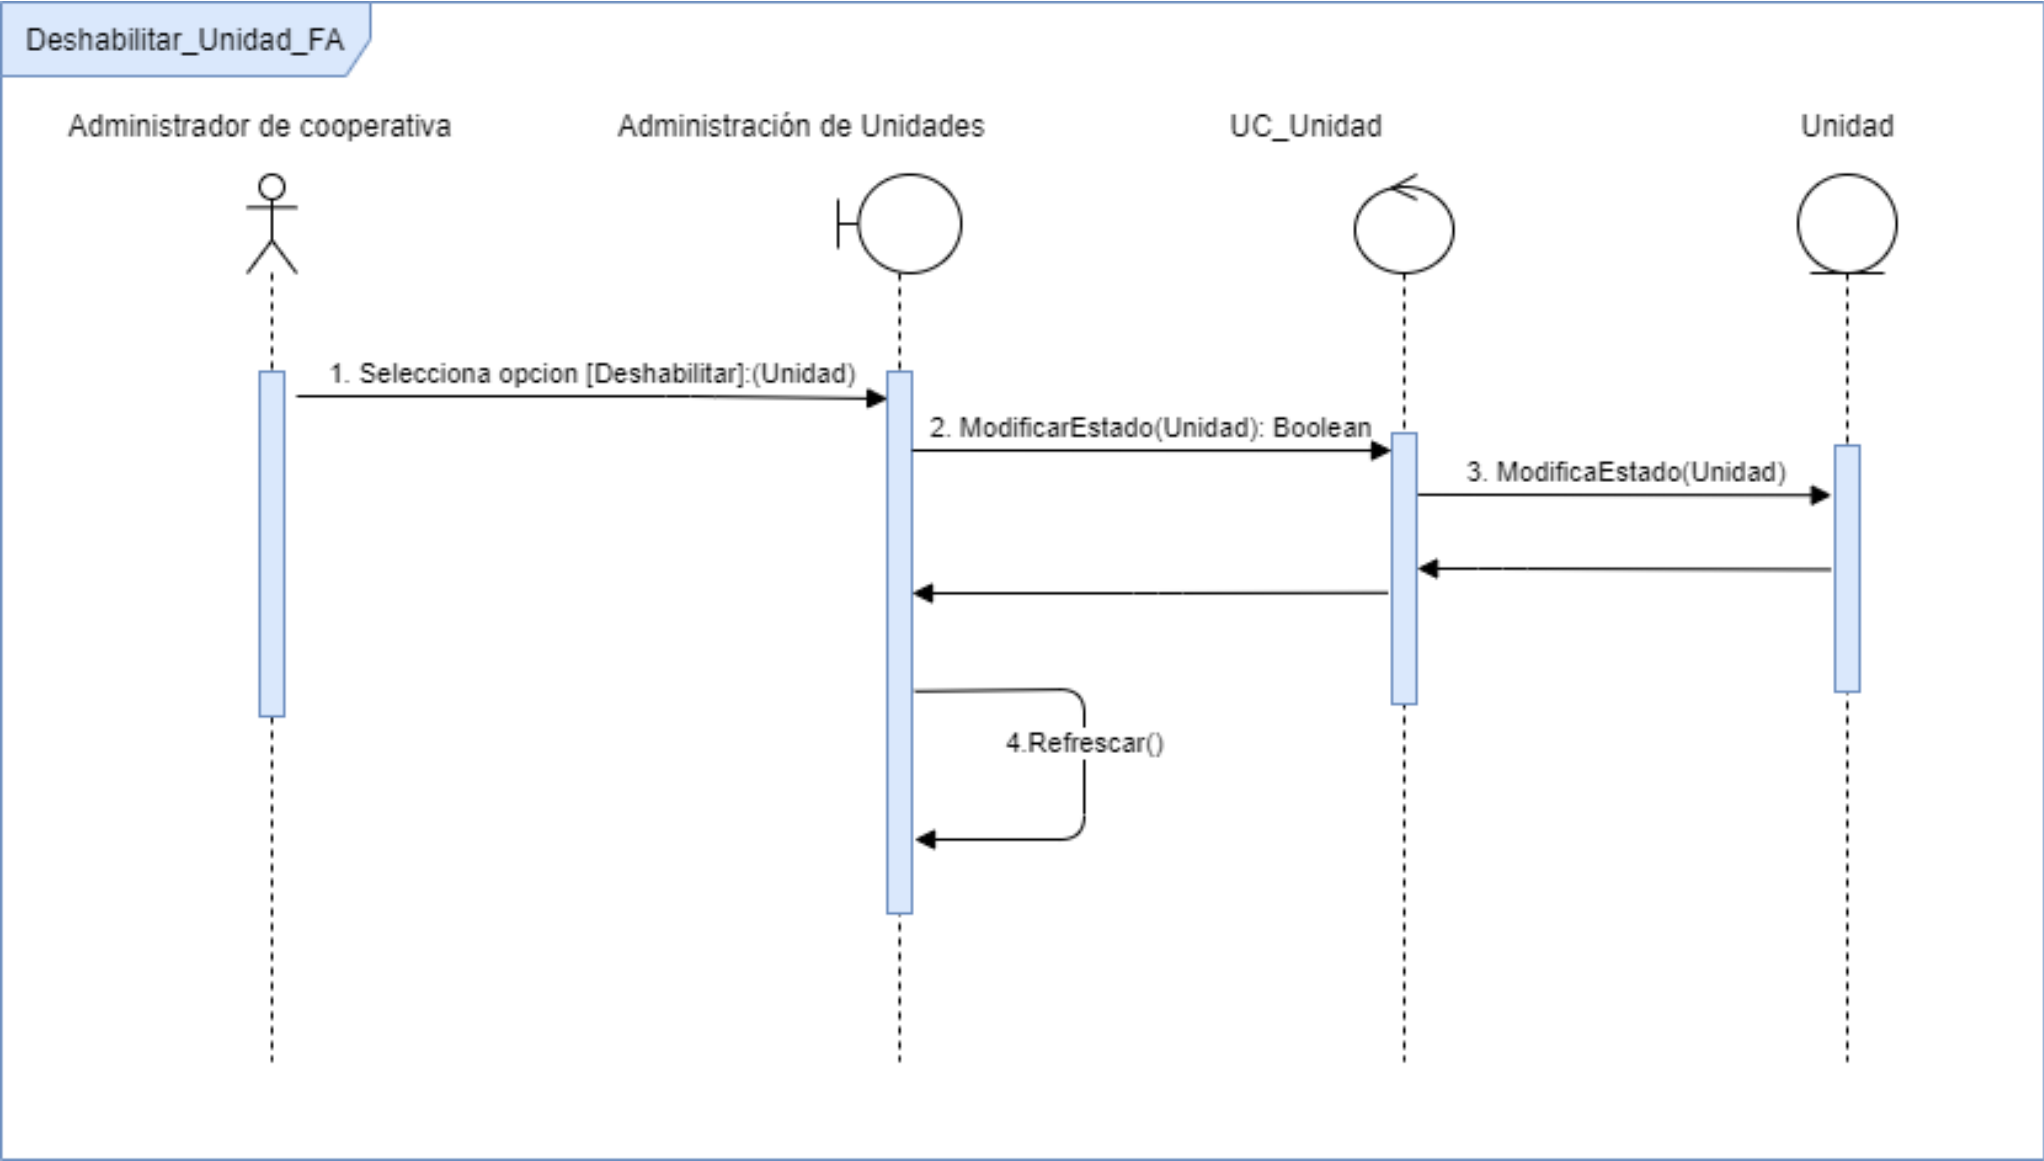 Deshabilitar_Unidad_FA
Administrador de cooperativa
Administración de Unidades
UC_Unidad
Unidad
1. Selecciona opcion [Deshabilitar]:(Unidad)
2. ModificarEstado(Unidad): Boolean
3. ModificaEstado(Unidad)
4.Refrescar()